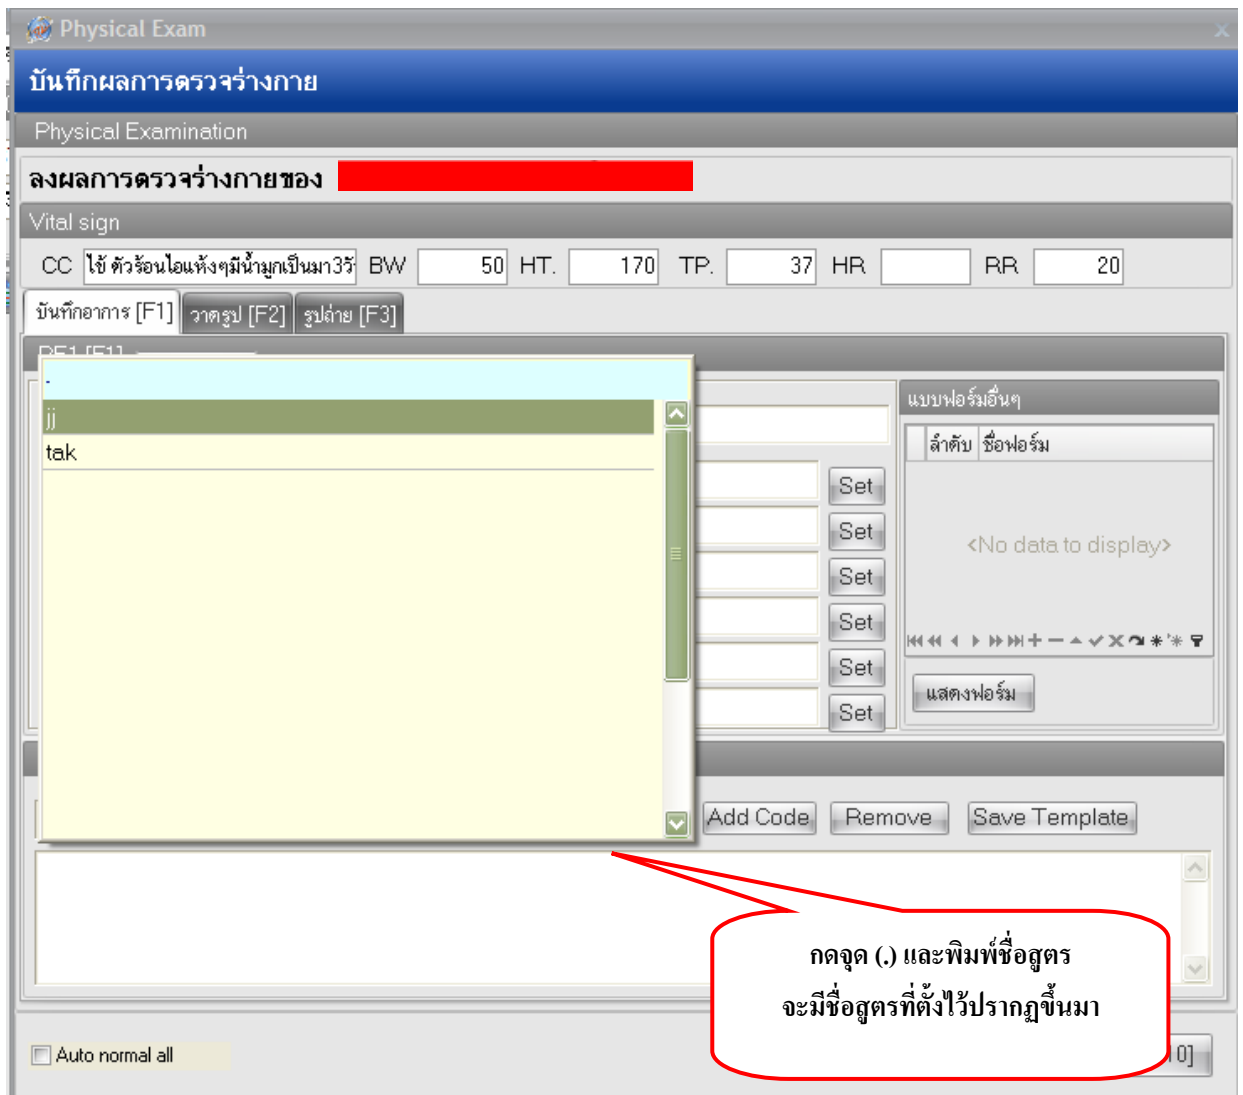 Physical Exam
บันทึกผลการตรวจร่างกาย
Physical Examination
ลงผลการตรวจร่างกายของ
Vital sign
CC ไข้ ตัวร้อนไอแห้งๆมีน้ำมูกเป็นมา3วั BW 50 HT. 170 TP. 37 HR RR 20
บันทึกอาการ [F1] วาดรูป [F2] รูปถ่าย [F3]
PE1 [F1]
.
jj
tak
แบบฟอร์มอื่นๆ
ลำดับ ชื่อฟอร์ม
Set
Set
<No data to display>
Set
Set
Set
แสดงฟอร์ม
Set
Add Code Remove Save Template
กดจุด (.) และพิมพ์ชื่อสูตร
จะมีชื่อสูตรที่ตั้งไว้ปรากฏขึ้นมา
Auto normal all
0]